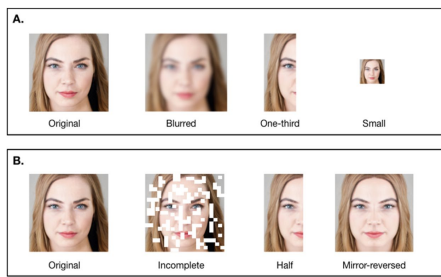 A.
Original Blurred One-third Small
B.
Original Incomplete Half Mirror-reversed